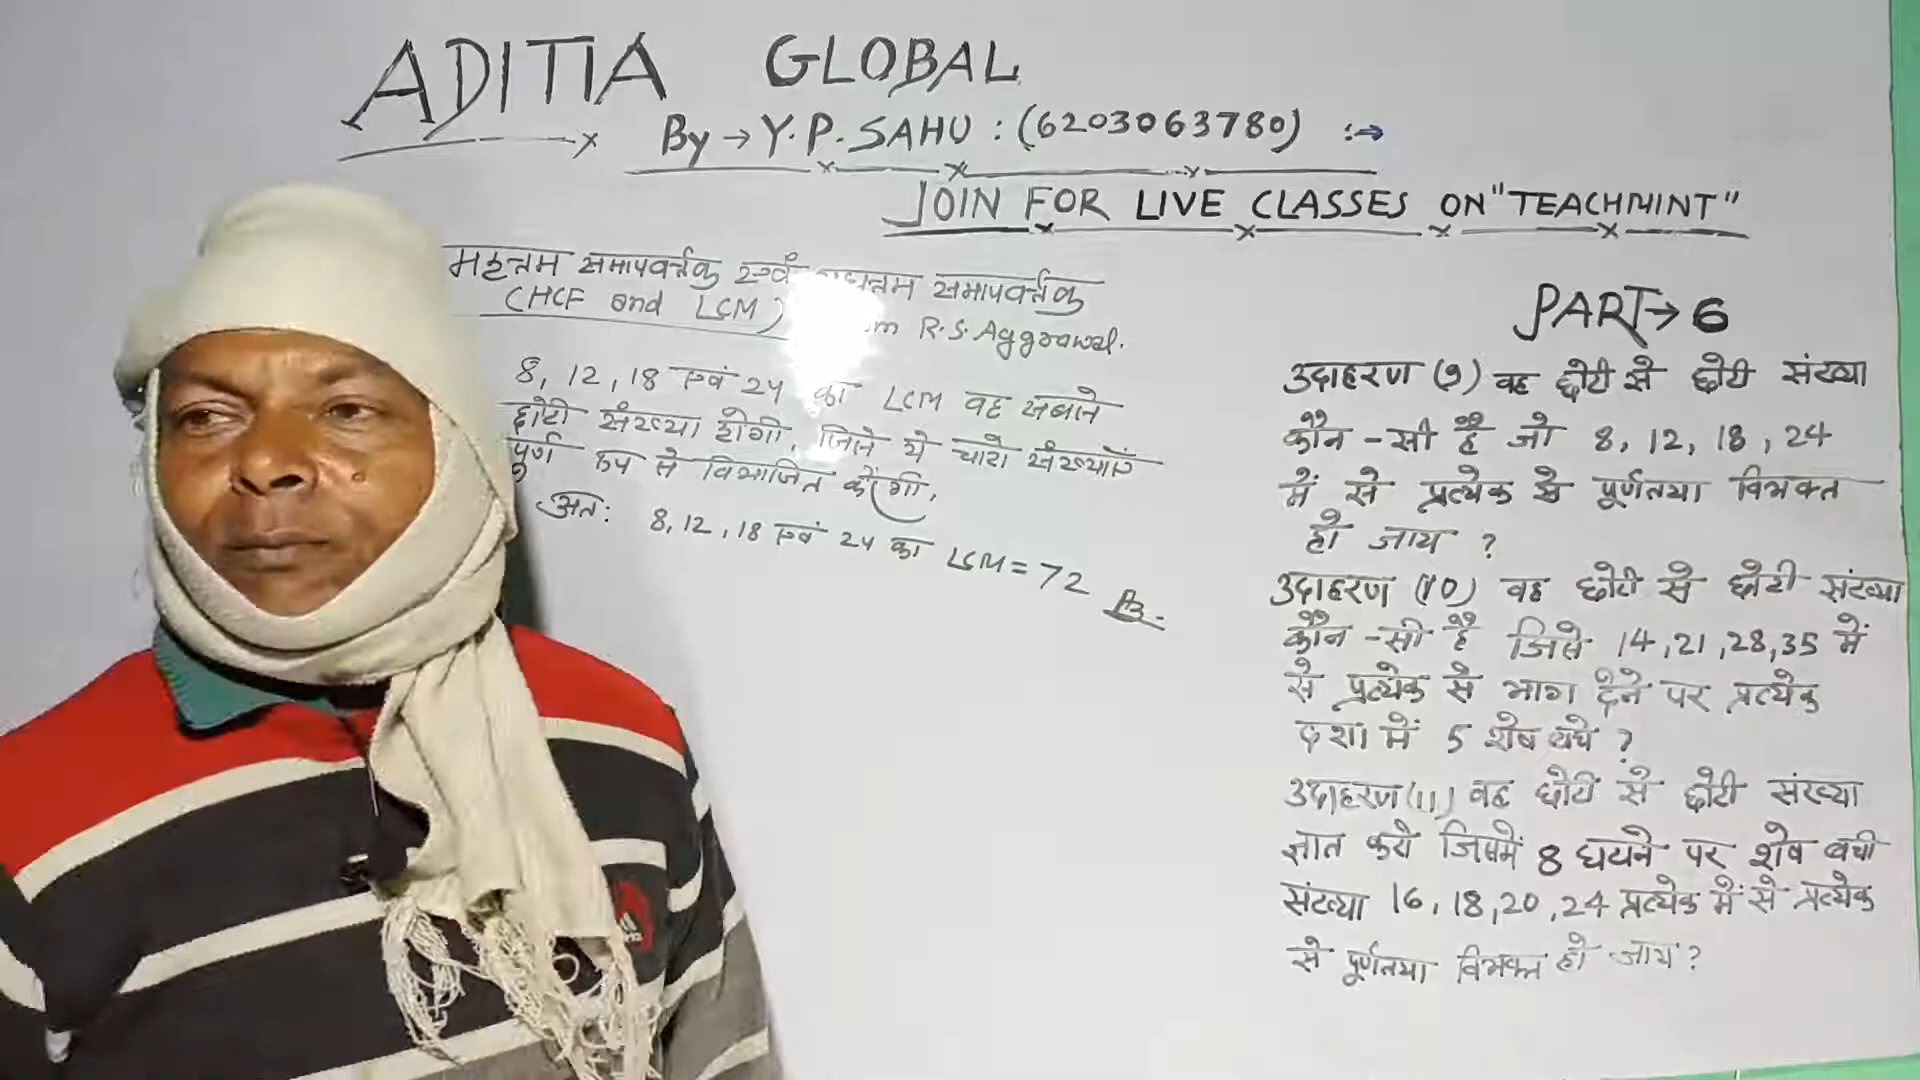 ADITIA GLOBAL
By → Y.P. SAHU : (6203063780) :→
JOIN FOR LIVE CLASSES ON "TEACHMINT"
महत्तम समापवर्त्तक एवं समापवर्त्तक
(HCF and LCM) R.S. Aggrawal.
8, 12, 18 एवं 24 का LCM वह सबसे
छोटी संख्या होगी, जिसे ये चारो संख्याएँ
पूर्ण रूप से विभाजित करेंगी,
अतः 8, 12, 18 एवं 24 का LCM = 72
PART → 6
उदाहरण (9) वह छोटी से छोटी संख्या
कौन - सी है जो 8, 12, 18, 24
में से प्रत्येक से पूर्णतया विभक्त
हो जाय ?
उदाहरण (10) वह छोटी से छोटी संख्या
कौन - सी है जिसे 14, 21, 28, 35 में
से प्रत्येक से भाग देने पर प्रत्येक
दशा में 5 शेष बचे ?
उदाहरण (11) वह छोटी से छोटी संख्या
ज्ञात करो जिसमें 8 घटाने पर शेष बची
संख्या 16, 18, 20, 24 प्रत्येक में से प्रत्येक
से पूर्णतया विभक्त हो जाय ?